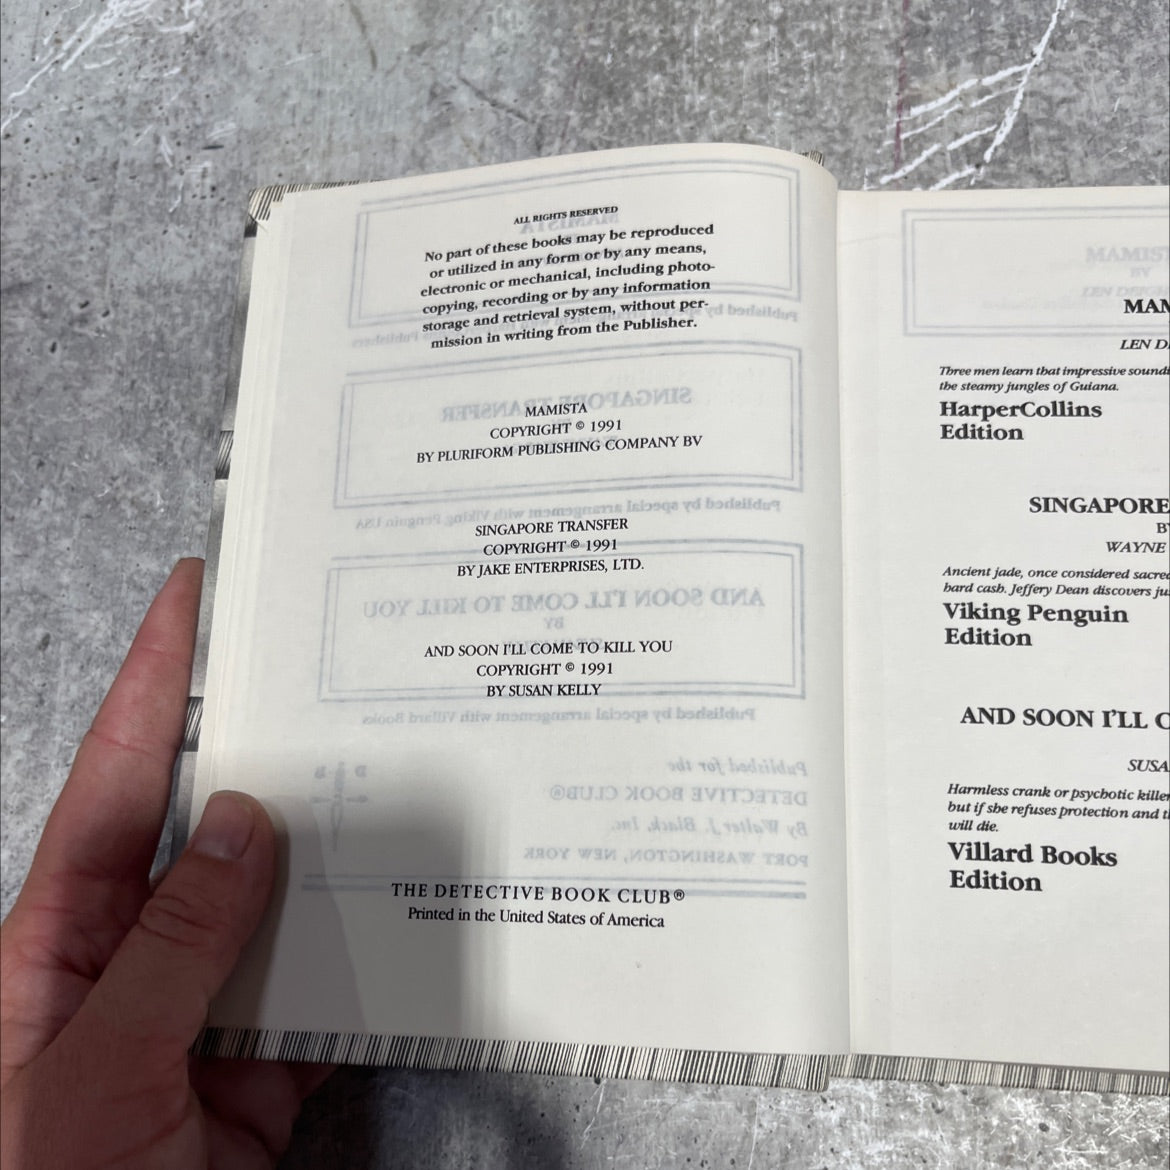 ALL RIGHTS RESERVED
No part of these books may be reproduced
or utilized in any form or by any means,
electronic or mechanical, including photo-
copying, recording or by any information
storage and retrieval system, without per-
mission in writing from the Publisher.
MAMISTA
COPYRIGHT © 1991
BY PLURIFORM PUBLISHING COMPANY BV
SINGAPORE TRANSFER
COPYRIGHT © 1991
BY JAKE ENTERPRISES, LTD.
AND SOON I'LL COME TO KILL YOU
COPYRIGHT © 1991
BY SUSAN KELLY
THE DETECTIVE BOOK CLUB®
Printed in the United States of America
MAM
LEN D
Three men learn that impressive sound
the steamy jungles of Guiana.
HarperCollins
Edition
SINGAPORE
B
WAYNE
Ancient jade, once considered sacre
hard cash. Jeffery Dean discovers ju
Viking Penguin
Edition
AND SOON I'LL C
SUSA
Harmless crank or psychotic killer
but if she refuses protection and t
will die.
Villard Books
Edition